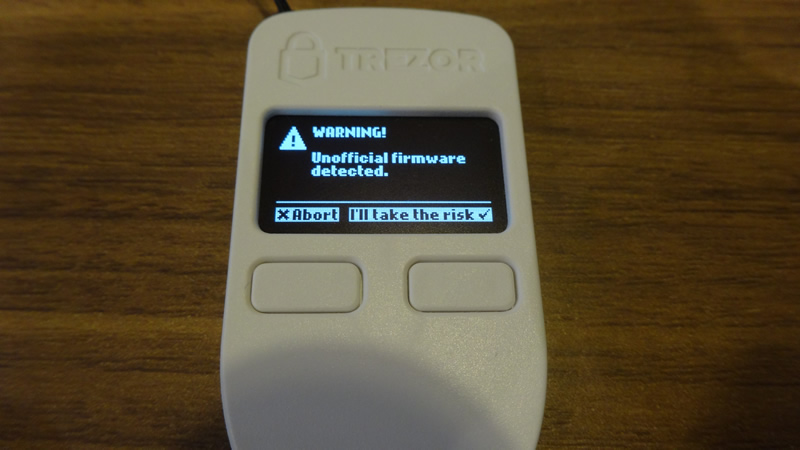 TREZOR
WARNING!
Unofficial firmware
detected.
Abort I'll take the risk